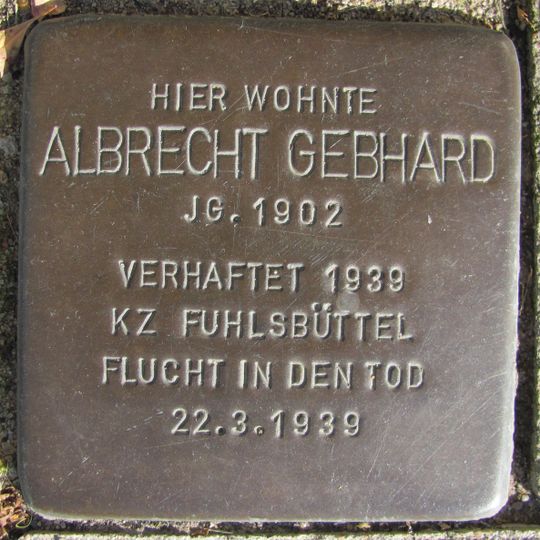 HIER WOHNTE
ALBRECHT GEBHARD
JG. 1902
VERHAFTET 1939
KZ FUHLSBÜTTEL
FLUCHT IN DEN TOD
22.3.1939